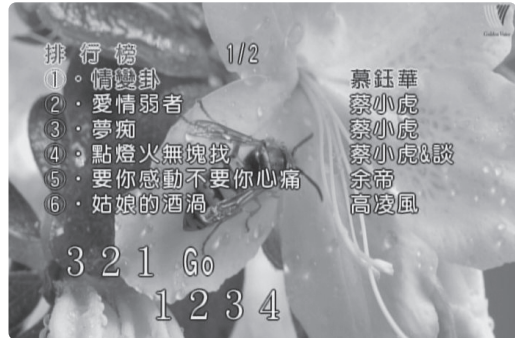 Golden Voice
排行榜 1/2
①・情變卦 慕鈺華
②・愛情弱者 蔡小虎
③・夢痴 蔡小虎
④・點燈火無塊找 蔡小虎&談
⑤・要你感動不要你心痛 余帝
⑥・姑娘的酒渦 高凌風
3 2 1 Go
1 2 3 4